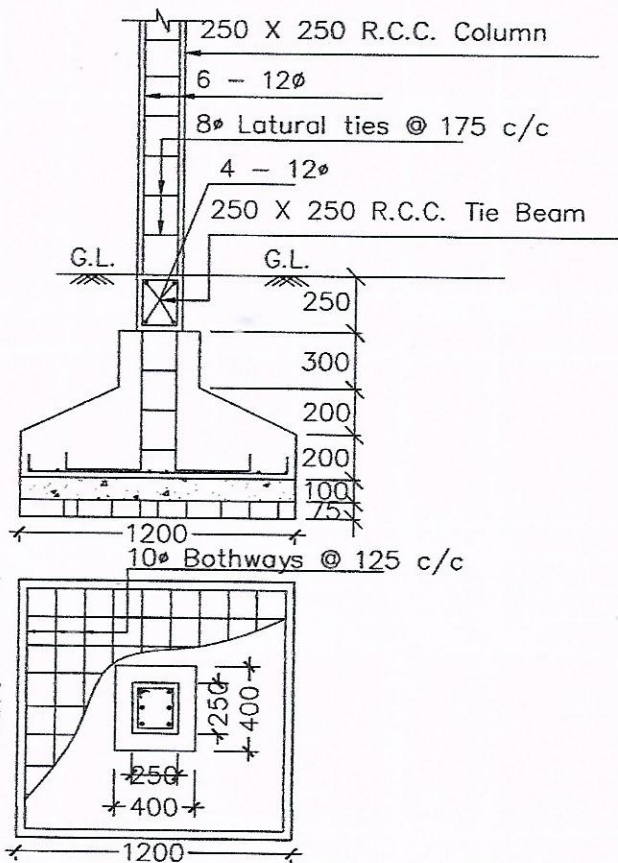 250 X 250 R.C.C. Column
6 - 12ø
8ø Latural ties @ 175 c/c
4 - 12ø
250 X 250 R.C.C. Tie Beam
G.L.
G.L.
250
300
200
200
100
75
1200
10ø Bothways @ 125 c/c
250
400
250
400
1200